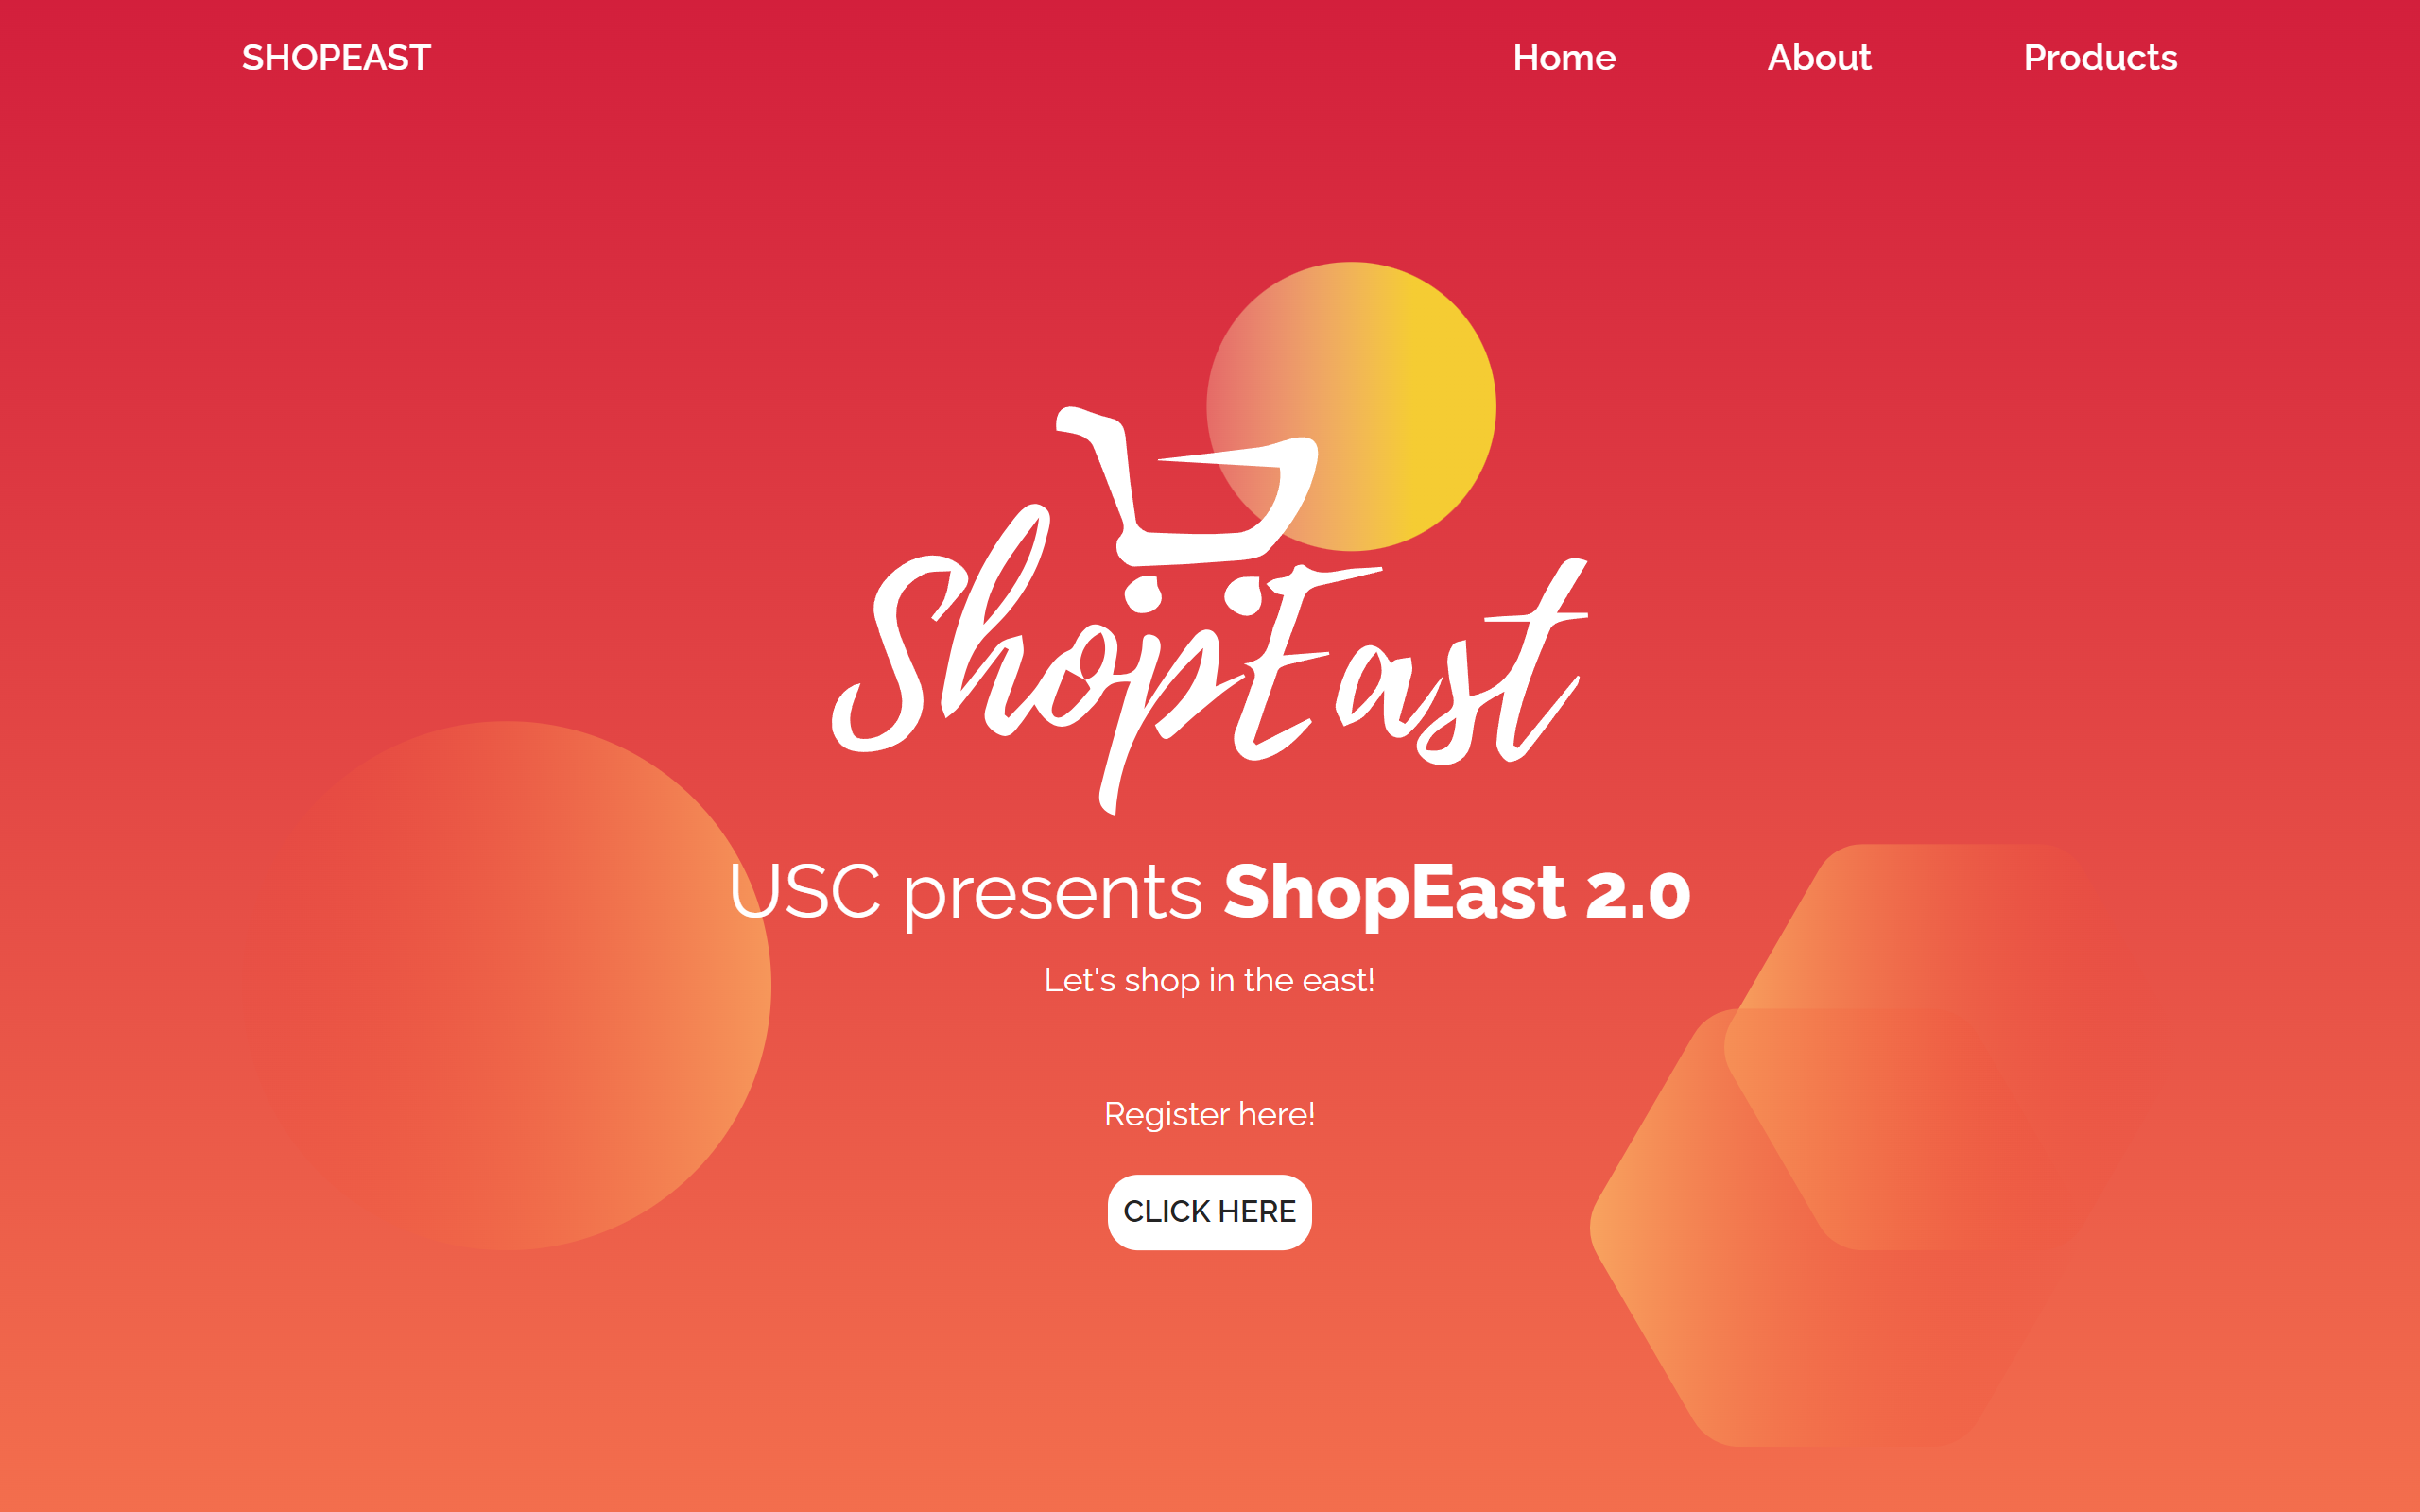 SHOPEAST Home About Products
ShopEast
USC presents ShopEast 2.0
Let's shop in the east!
Register here!
CLICK HERE